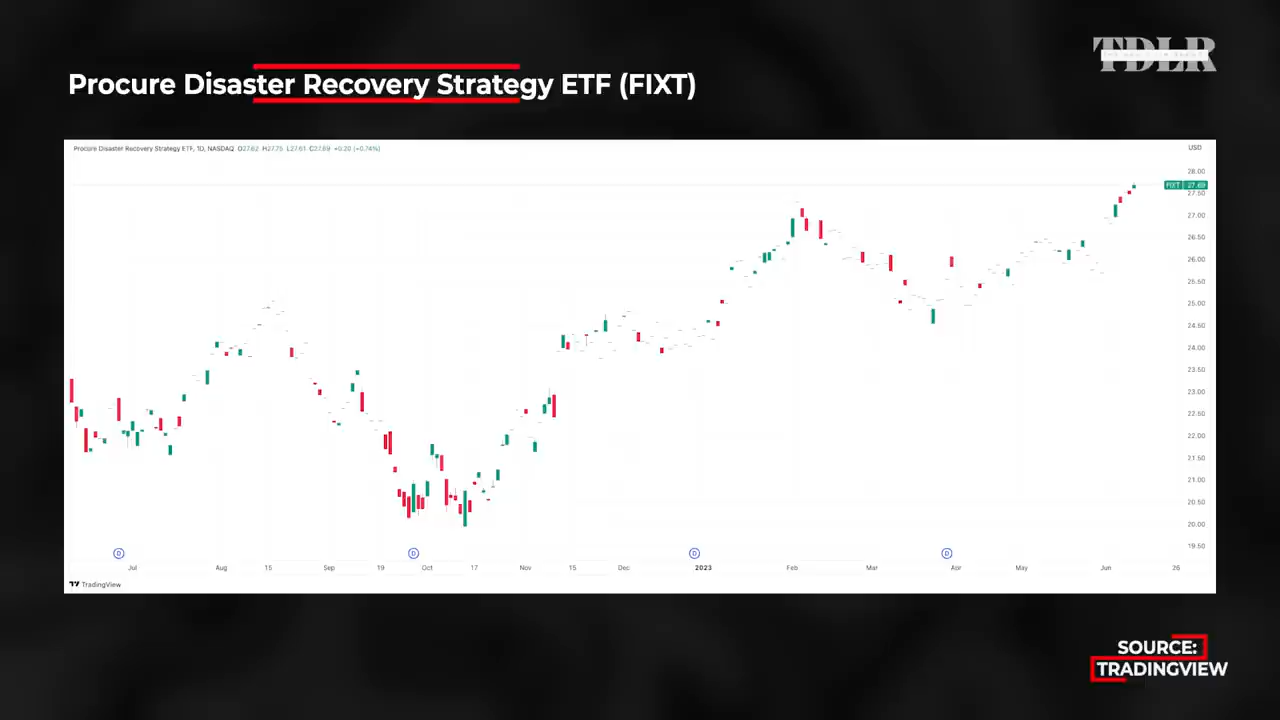 TDLR
Procure Disaster Recovery Strategy ETF (FIXT)
Procure Disaster Recovery Strategy ETF, 1D, NASDAQ O27.62 H27.75 L27.61 C27.69 +0.20 (+0.74%)
USD
28.00
FIXT 27.69
27.50
27.00
26.50
26.00
25.50
25.00
24.50
24.00
23.50
23.00
22.50
22.00
21.50
21.00
20.50
20.00
19.50
D D D D
Jul Aug 15 Sep 19 Oct 17 Nov 15 Dec 2023 Feb Mar Apr May Jun 26
TradingView
SOURCE:
TRADINGVIEW